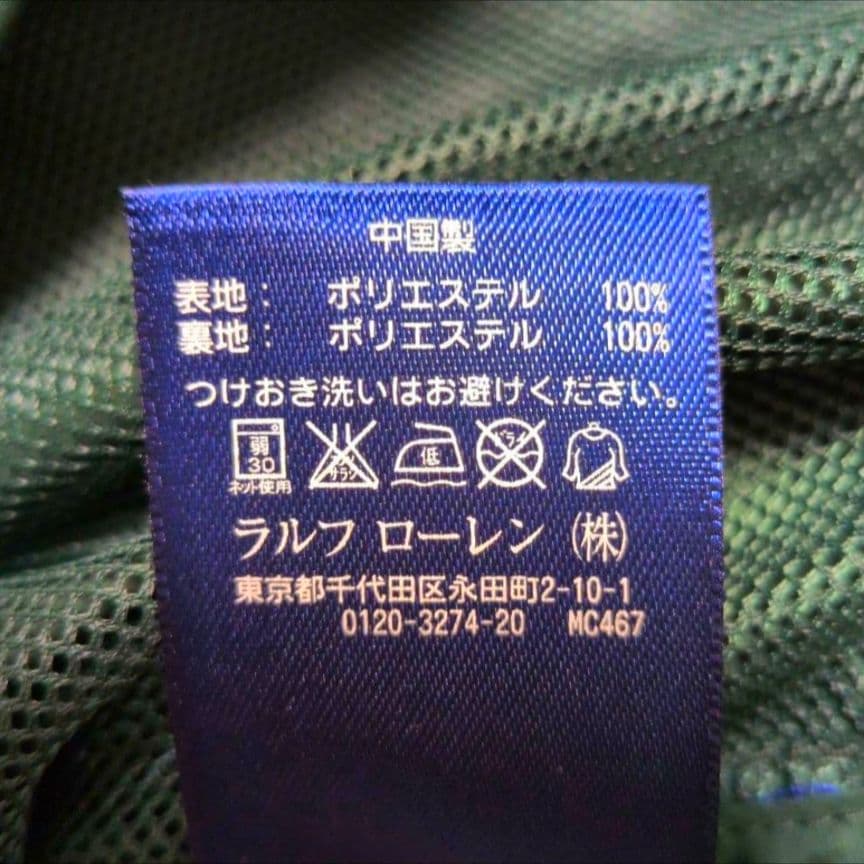 中国製
表地： ポリエステル 100%
裏地： ポリエステル 100%
つけおき洗いはお避けください。
弱 30 低 ドライ
ネット使用
ラルフ ローレン (株)
東京都千代田区永田町2-10-1
0120-3274-20 MC467